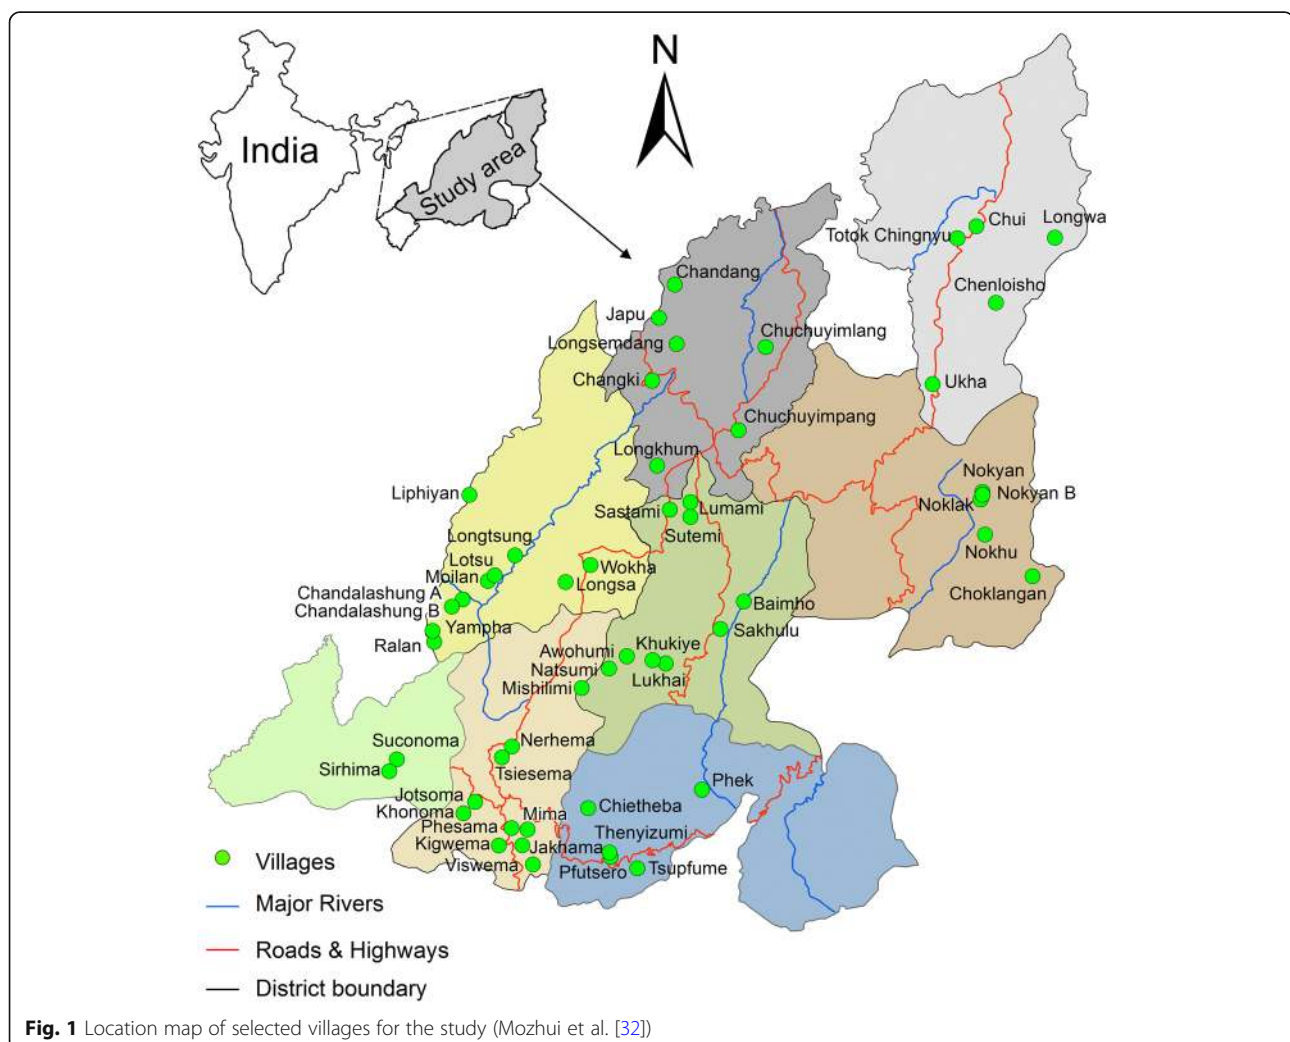 N
India
Study area
Chui
Longwa
Totok Chingnyu
Chandang
Chenloisho
Japu
Longsemdang
Chuchuyimlang
Changki
Ukha
Chuchuyimpang
Longkhum
Nokyan
Liphiyan
Nokyan B
Noklak
Sastami
Lumami
Sutemi
Longtsung
Nokhu
Lotsu
Wokha
Moilan
Longsa
Choklangan
Chandalashung A
Chandalashung B
Baimho
Yampha
Sakhulu
Ralan
Awohumi
Khukiye
Natsumi
Lukhai
Mishilimi
Suconoma
Nerhema
Sirhima
Tsiesema
Phek
Jotsoma
Khonoma
Mima
Chietheba
Phesama
Thenyizumi
Kigwema
Jakhama
Viswema
Pfutsero
Tsupfume
Villages
Major Rivers
Roads & Highways
District boundary
Fig. 1 Location map of selected villages for the study (Mozhui et al. [32])